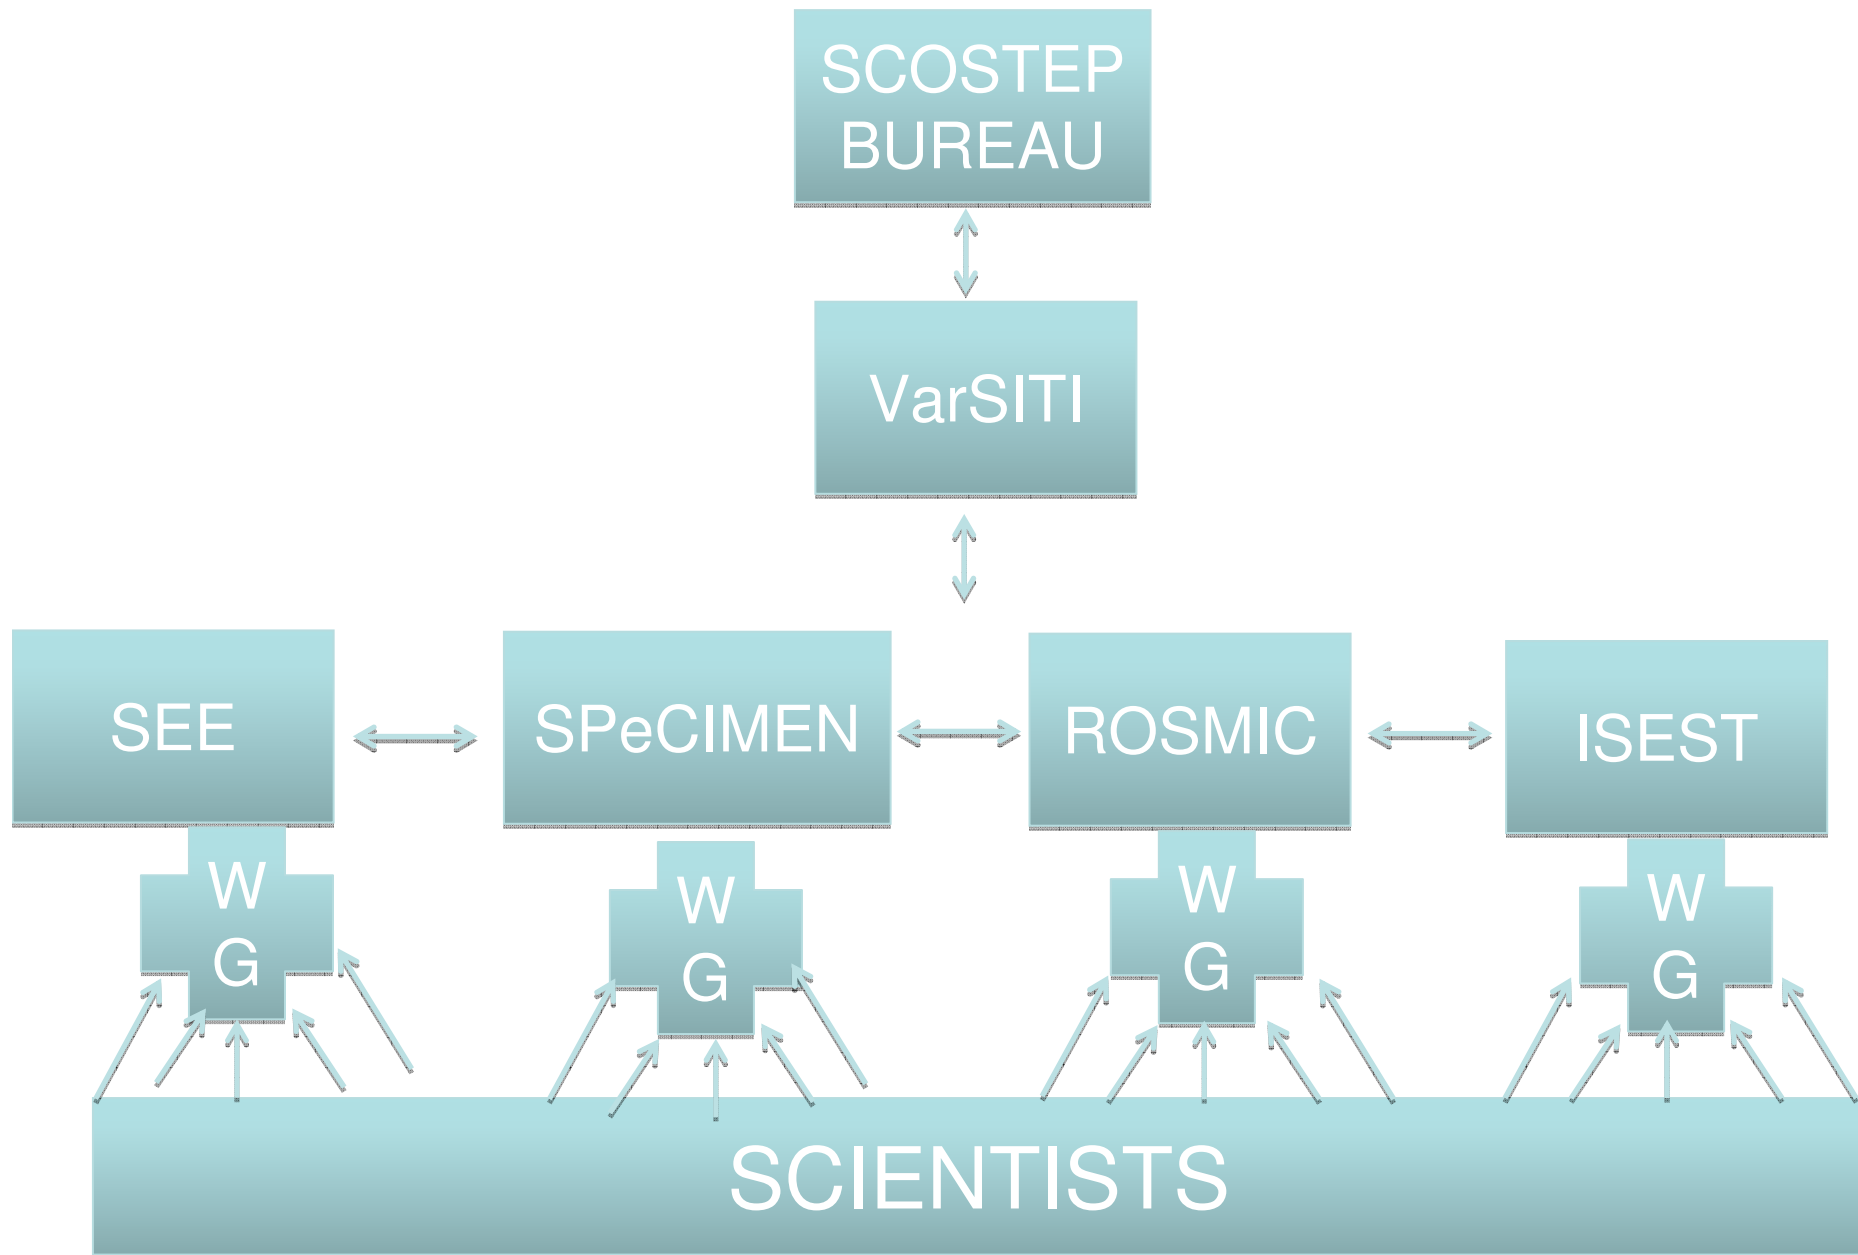 SCOSTEP
BUREAU
VarSITI
SEE
SPeCIMEN
ROSMIC
ISEST
W
G
W
G
W
G
W
G
SCIENTISTS